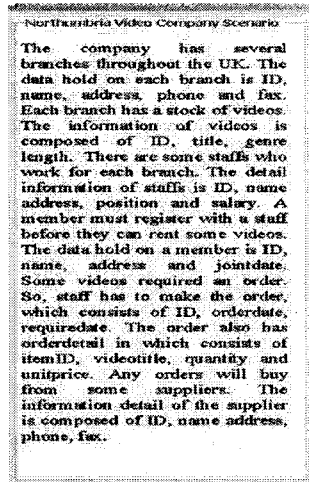 Northumbria Video Company Scenario
The company has several
branches throughout the UK. The
data hold on each branch is ID,
name, address, phone and fax.
Each branch has a stock of videos.
The information of videos is
composed of ID, title, genre
length. There are some staffs who
work for each branch. The detail
information of staffs is ID, name
address, position and salary. A
member must register with a staff
before they can rent some videos.
The data hold on a member is ID,
name, address and jointdate.
Some videos required an order.
So, staff has to make the order,
which consists of ID, orderdate,
requiredate. The order also has
orderdetail in which consists of
itemID, videotitle, quantity and
unitprice. Any orders will buy
from some suppliers. The
information detail of the supplier
is composed of ID, name address,
phone, fax.